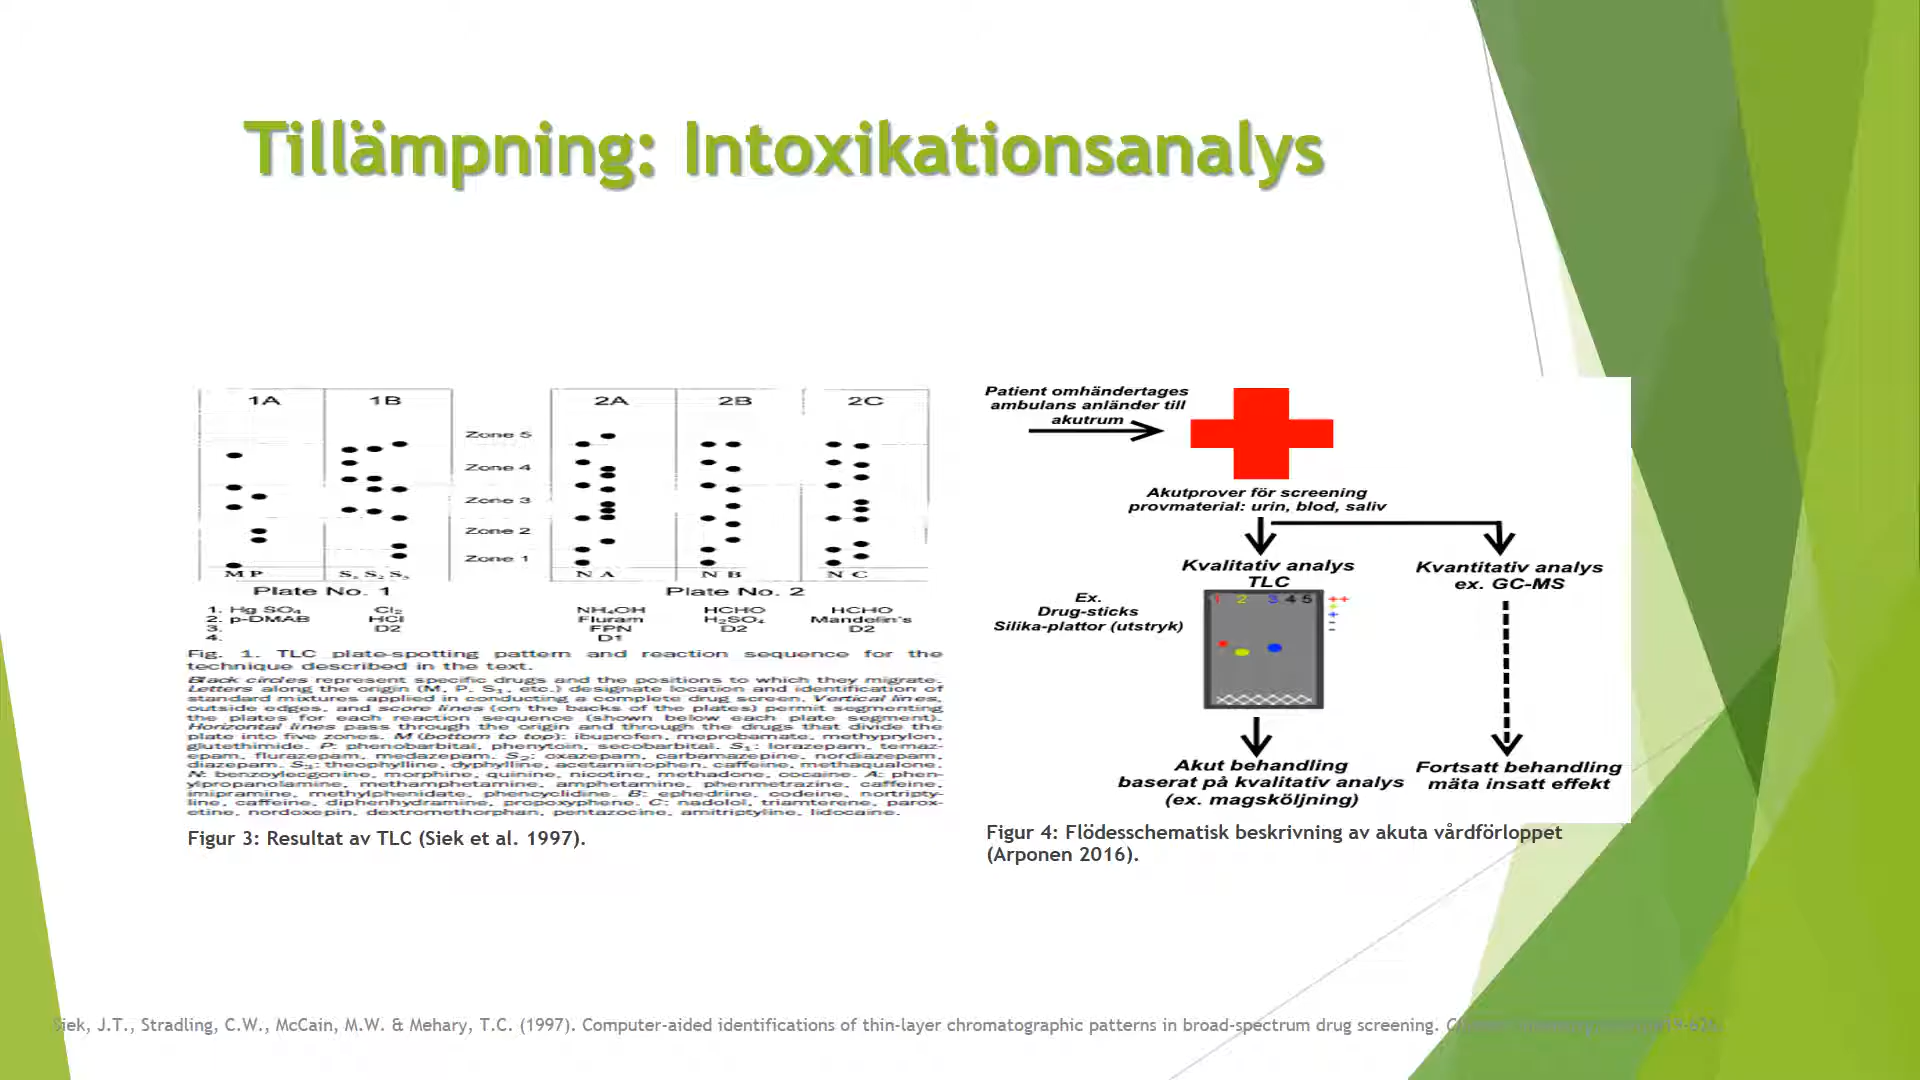 Tillämpning: Intoxikationsanalys
1A 1B 2A 2B 2C
Zone 5
Zone 4
Zone 3
Zone 2
Zone 1
M P S₁ S₂ S₃ N A N B N C
Plate No. 1 Plate No. 2
1. Hg SO₄ Cl₂ NH₄OH HCHO HCHO
2. p-DMAB HCl Fluram H₂SO₄ Mandelin's
3. D2 FPN D2 D2
4. D1
Fig. 1. TLC plate-spotting pattern and reaction sequence for the
technique described in the text.
Black circles represent specific drugs and the positions to which they migrate.
Letters along the origin (M, P, S₁, etc.) designate location and identification of
standard mixtures applied in conducting a complete drug screen. Vertical lines,
outside edges, and score lines (on the backs of the plates) permit segmenting
the plates for each reaction sequence (shown below each plate segment).
Horizontal lines pass through the origin and through the drugs that divide the
plate into five zones. M (bottom to top): ibuprofen, meprobamate, methyprylon,
glutethimide. P: phenobarbital, phenytoin, secobarbital. S₁: lorazepam, temaz-
epam, flurazepam, medazepam. S₂: oxazepam, carbamazepine, nordiazepam,
diazepam. S₃: theophylline, dyphylline, acetaminophen, caffeine, methaqualone.
N: benzoylecgonine, morphine, quinine, nicotine, methadone, cocaine. A: phen-
ylpropanolamine, methamphetamine, amphetamine, phenmetrazine, caffeine,
imipramine, methylphenidate, phencyclidine. B: ephedrine, codeine, nortripty-
line, caffeine, diphenhydramine, propoxyphene. C: nadolol, triamterene, parox-
etine, nordoxepin, dextromethorphan, pentazocine, amitriptyline, lidocaine.
Figur 3: Resultat av TLC (Siek et al. 1997).
Patient omhändertages
ambulans anländer till
akutrum
Akutprover för screening
provmaterial: urin, blod, saliv
Kvalitativ analys
TLC
Kvantitativ analys
ex. GC-MS
Ex.
Drug-sticks
Silika-plattor (utstryk)
1 2 3 4 5
++
+
+
-
-
Akut behandling
baserat på kvalitativ analys
(ex. magsköljning)
Fortsatt behandling
mäta insatt effekt
Figur 4: Flödesschematisk beskrivning av akuta vårdförloppet
(Arponen 2016).
Siek, J.T., Stradling, C.W., McCain, M.W. & Mehary, T.C. (1997). Computer-aided identifications of thin-layer chromatographic patterns in broad-spectrum drug screening.